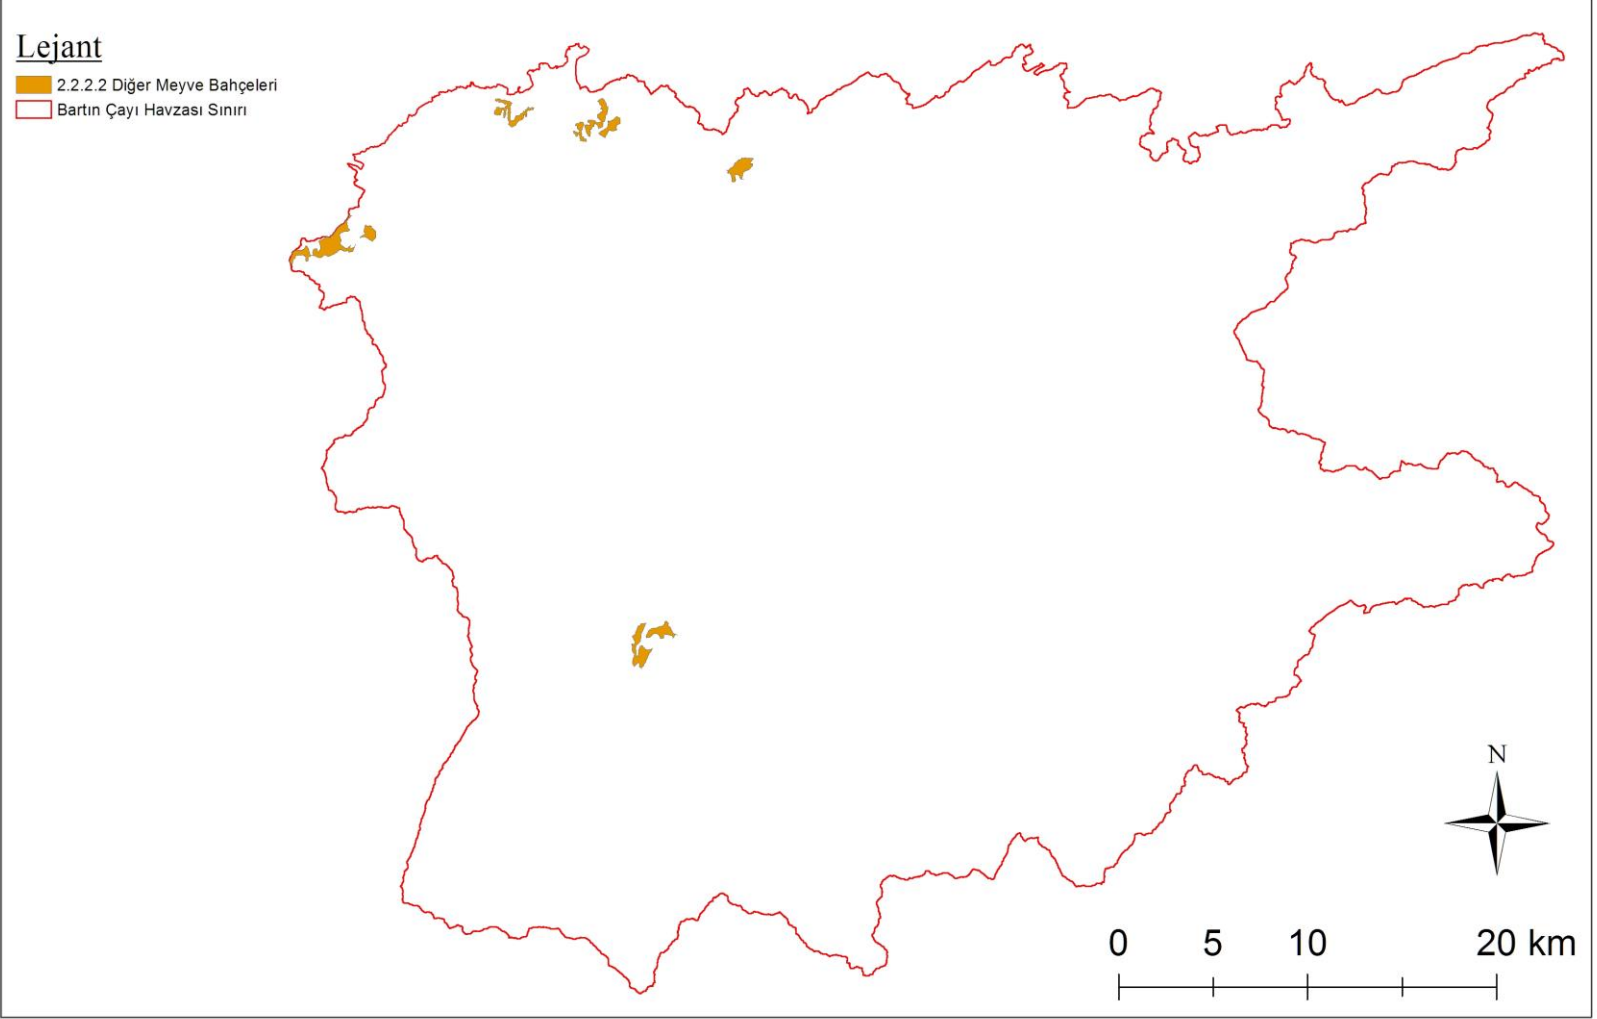 Lejant
2.2.2.2 Diğer Meyve Bahçeleri
Bartın Çayı Havzası Sınırı
N
0 5 10 20 km